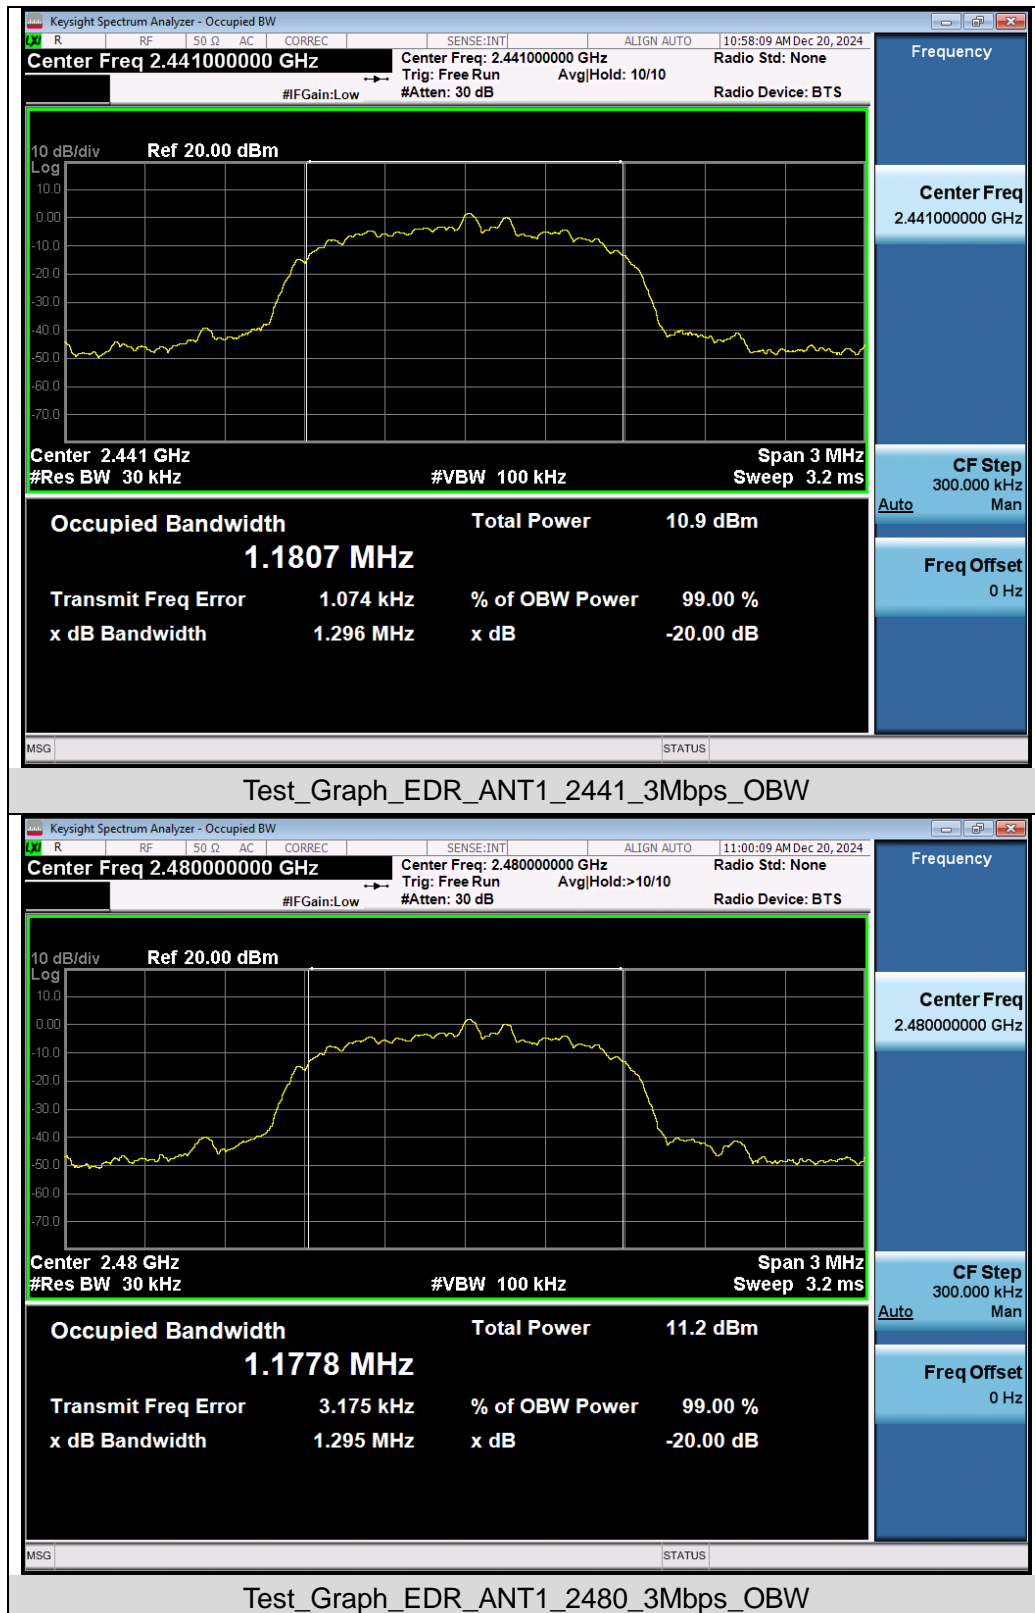 Keysight Spectrum Analyzer - Occupied BW
LXI R RF 50 Ω AC CORREC SENSE:INT ALIGN AUTO 10:58:09 AM Dec 20, 2024
Center Freq 2.441000000 GHz
Center Freq: 2.441000000 GHz
Radio Std: None
Trig: Free Run Avg|Hold: 10/10
#IFGain:Low
#Atten: 30 dB
Radio Device: BTS
10 dB/div Ref 20.00 dBm
Log
10.0
0.00
-10.0
-20.0
-30.0
-40.0
-50.0
-60.0
-70.0
Center 2.441 GHz Span 3 MHz
#Res BW 30 kHz #VBW 100 kHz Sweep 3.2 ms
Occupied Bandwidth Total Power 10.9 dBm
1.1807 MHz
Transmit Freq Error 1.074 kHz % of OBW Power 99.00 %
x dB Bandwidth 1.296 MHz x dB -20.00 dB
MSG STATUS
Frequency
Center Freq
2.441000000 GHz
CF Step
300.000 kHz
Auto Man
Freq Offset
0 Hz
Test_Graph_EDR_ANT1_2441_3Mbps_OBW
Keysight Spectrum Analyzer - Occupied BW
LXI R RF 50 Ω AC CORREC SENSE:INT ALIGN AUTO 11:00:09 AM Dec 20, 2024
Center Freq 2.480000000 GHz
Center Freq: 2.480000000 GHz
Radio Std: None
Trig: Free Run Avg|Hold:>10/10
#IFGain:Low
#Atten: 30 dB
Radio Device: BTS
10 dB/div Ref 20.00 dBm
Log
10.0
0.00
-10.0
-20.0
-30.0
-40.0
-50.0
-60.0
-70.0
Center 2.48 GHz Span 3 MHz
#Res BW 30 kHz #VBW 100 kHz Sweep 3.2 ms
Occupied Bandwidth Total Power 11.2 dBm
1.1778 MHz
Transmit Freq Error 3.175 kHz % of OBW Power 99.00 %
x dB Bandwidth 1.295 MHz x dB -20.00 dB
MSG STATUS
Frequency
Center Freq
2.480000000 GHz
CF Step
300.000 kHz
Auto Man
Freq Offset
0 Hz
Test_Graph_EDR_ANT1_2480_3Mbps_OBW